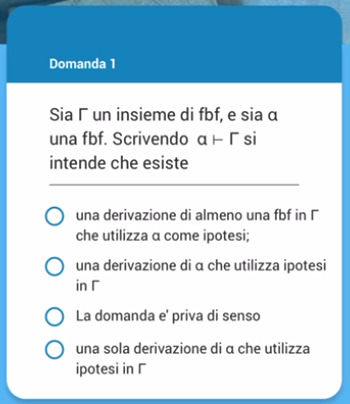 Domanda 1
Sia Γ un insieme di fbf, e sia α
una fbf. Scrivendo α ⊢ Γ si
intende che esiste
una derivazione di almeno una fbf in Γ
che utilizza α come ipotesi;
una derivazione di α che utilizza ipotesi
in Γ
La domanda e' priva di senso
una sola derivazione di α che utilizza
ipotesi in Γ